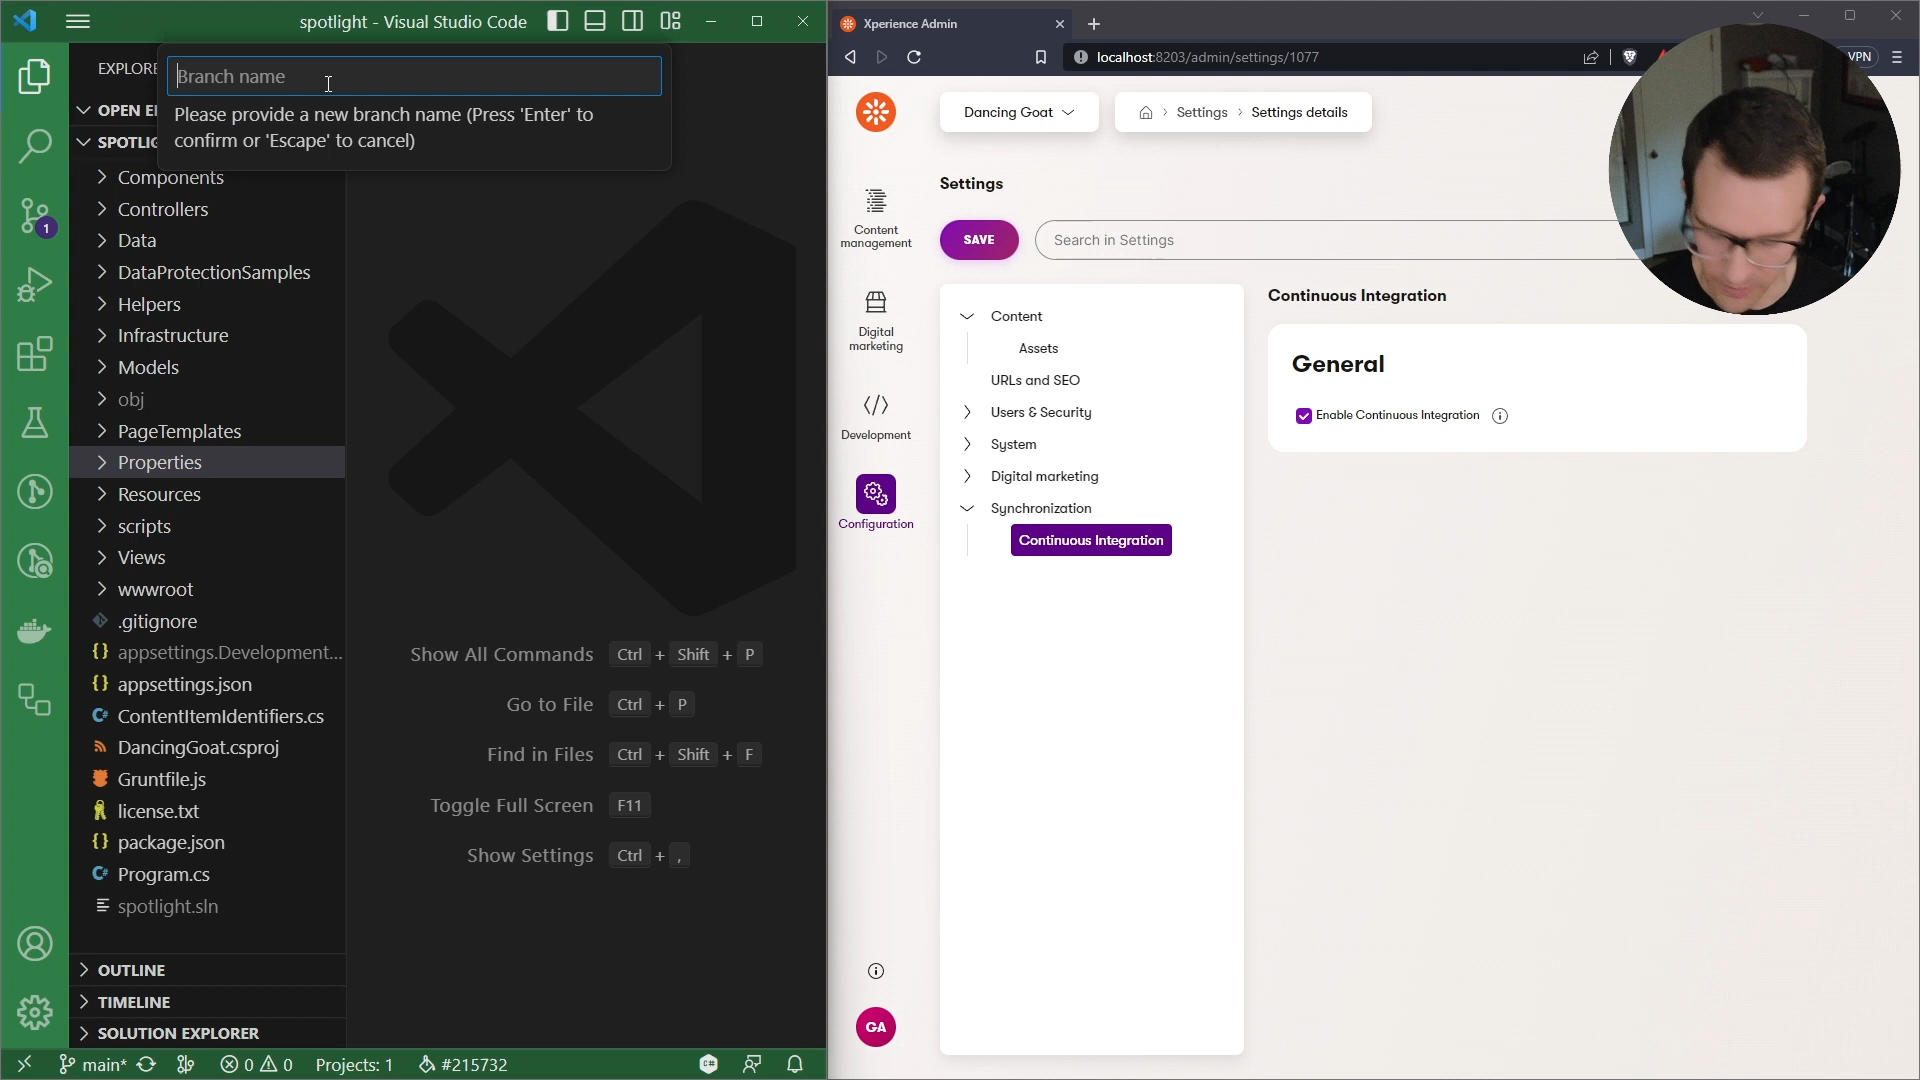 spotlight - Visual Studio Code
Branch name
Please provide a new branch name (Press 'Enter' to
confirm or 'Escape' to cancel)
EXPLORE
OPEN E
SPOTLIG
Components
Controllers
Data
DataProtectionSamples
Helpers
Infrastructure
Models
obj
PageTemplates
Properties
Resources
scripts
Views
wwwroot
.gitignore
appsettings.Development...
appsettings.json
ContentItemIdentifiers.cs
DancingGoat.csproj
Gruntfile.js
license.txt
package.json
Program.cs
spotlight.sln
OUTLINE
TIMELINE
SOLUTION EXPLORER
1
Show All Commands Ctrl + Shift + P
Go to File Ctrl + P
Find in Files Ctrl + Shift + F
Toggle Full Screen F11
Show Settings Ctrl + ,
main* 0 0 Projects: 1 #215732
Xperience Admin
localhost:8203/admin/settings/1077
VPN
Dancing Goat
Settings > Settings details
Content
management
Digital
marketing
Development
Configuration
GA
Settings
SAVE
Search in Settings
Content
Assets
URLs and SEO
Users & Security
System
Digital marketing
Synchronization
Continuous Integration
Continuous Integration
General
Enable Continuous Integration